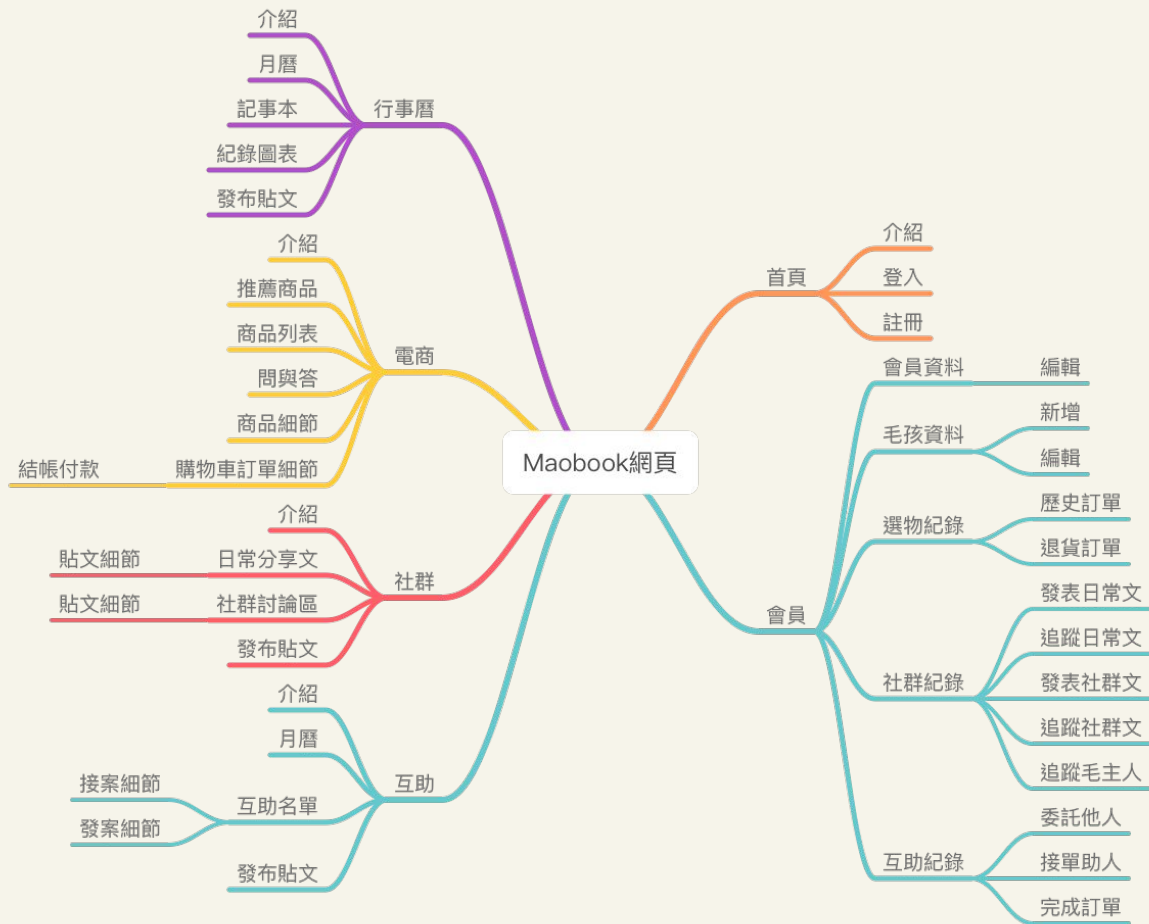 Maobook網頁
行事曆
介紹
月曆
記事本
紀錄圖表
發布貼文
電商
介紹
推薦商品
商品列表
問與答
商品細節
購物車訂單細節
結帳付款
社群
介紹
日常分享文
貼文細節
社群討論區
貼文細節
發布貼文
互助
介紹
月曆
互助名單
接案細節
發案細節
發布貼文
首頁
介紹
登入
註冊
會員
會員資料
編輯
毛孩資料
新增
編輯
選物紀錄
歷史訂單
退貨訂單
社群紀錄
發表日常文
追蹤日常文
發表社群文
追蹤社群文
追蹤毛主人
互助紀錄
委託他人
接單助人
完成訂單